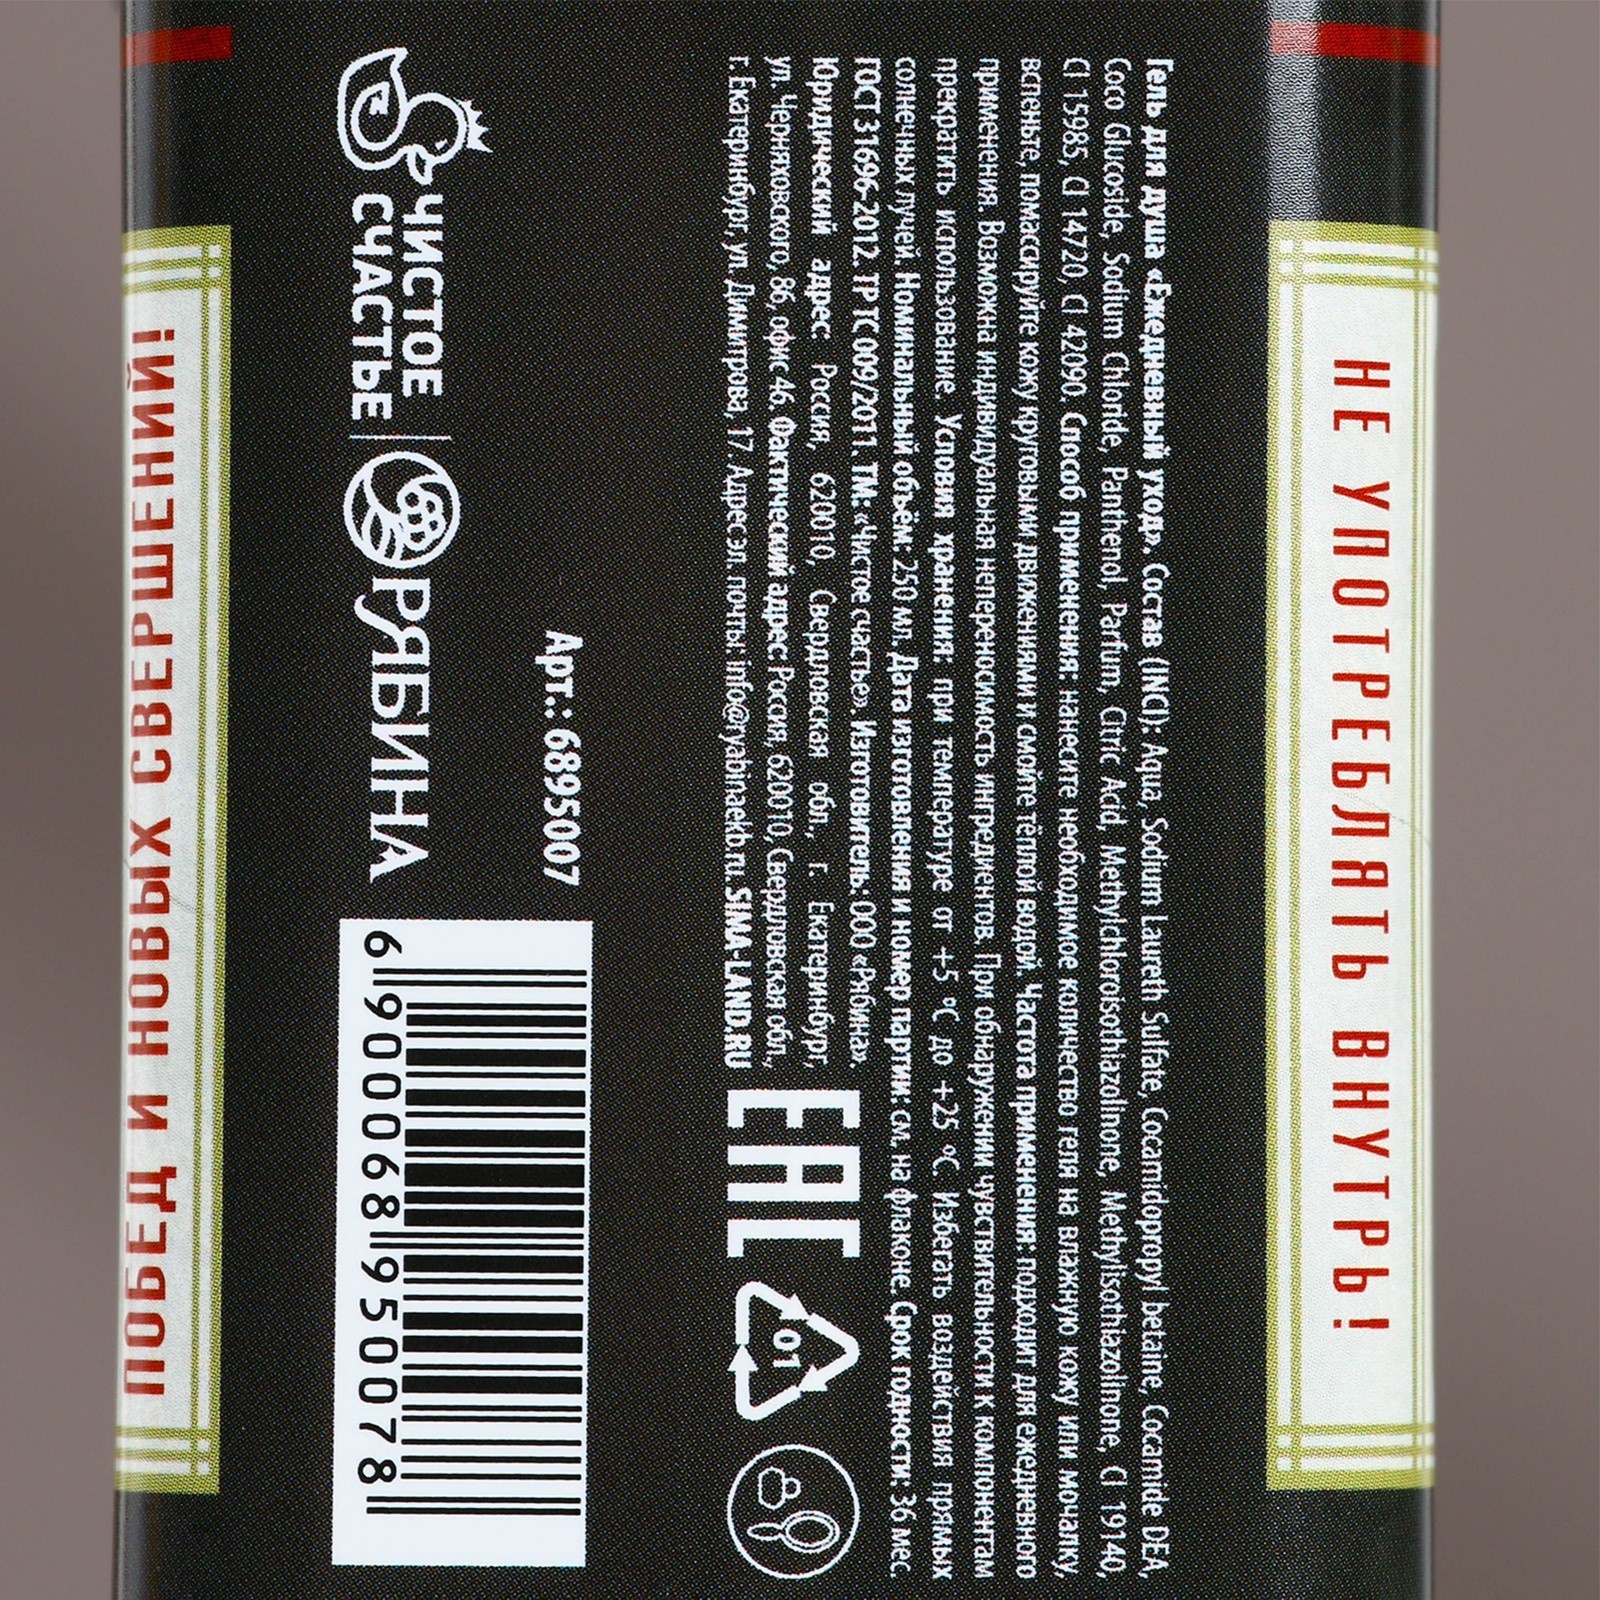 НЕ УПОТРЕБЛЯТЬ ВНУТРЬ!
Гель для душа «Ежедневный уход». Состав (INCI): Aqua, Sodium Laureth Sulfate, Cocamidopropyl betaine, Cocamide DEA,
Coco Glucoside, Sodium Chloride, Panthenol, Parfum, Citric Acid, Methylchloroisothiazolinone, Methylisothiazolinone, CI 19140,
CI 15985, CI 14720, CI 42090. Способ применения: нанесите необходимое количество геля на влажную кожу или мочалку,
вспеньте, помассируйте кожу круговыми движениями и смойте тёплой водой. Частота применения: подходит для ежедневного
применения. Возможна индивидуальная непереносимость ингредиентов. При обнаружении чувствительности к компонентам
прекратить использование. Условия хранения: при температуре от +5 °С до +25 °С. Избегать воздействия прямых
солнечных лучей. Номинальный объём: 250 мл. Дата изготовления и номер партии: см. на флаконе. Срок годности: 36 мес.
ГОСТ 31696-2012. ТР ТС 009/2011. ТМ: «Чистое счастье». Изготовитель: ООО «Рябина».
Юридический адрес: Россия, 620010, Свердловская обл., г. Екатеринбург,
ул. Черняховского, 86, офис 46. Фактический адрес: Россия, 620010, Свердловская обл.,
г. Екатеринбург, ул. Димитрова, 17. Адрес эл. почты: info@ryabinaekb.ru. SIMA-LAND.RU
EAC
01
Арт.: 6895007
ЧИСТОЕ
СЧАСТЬЕ
РЯБИНА
6 900068 950078
ПОБЕД И НОВЫХ СВЕРШЕНИЙ!